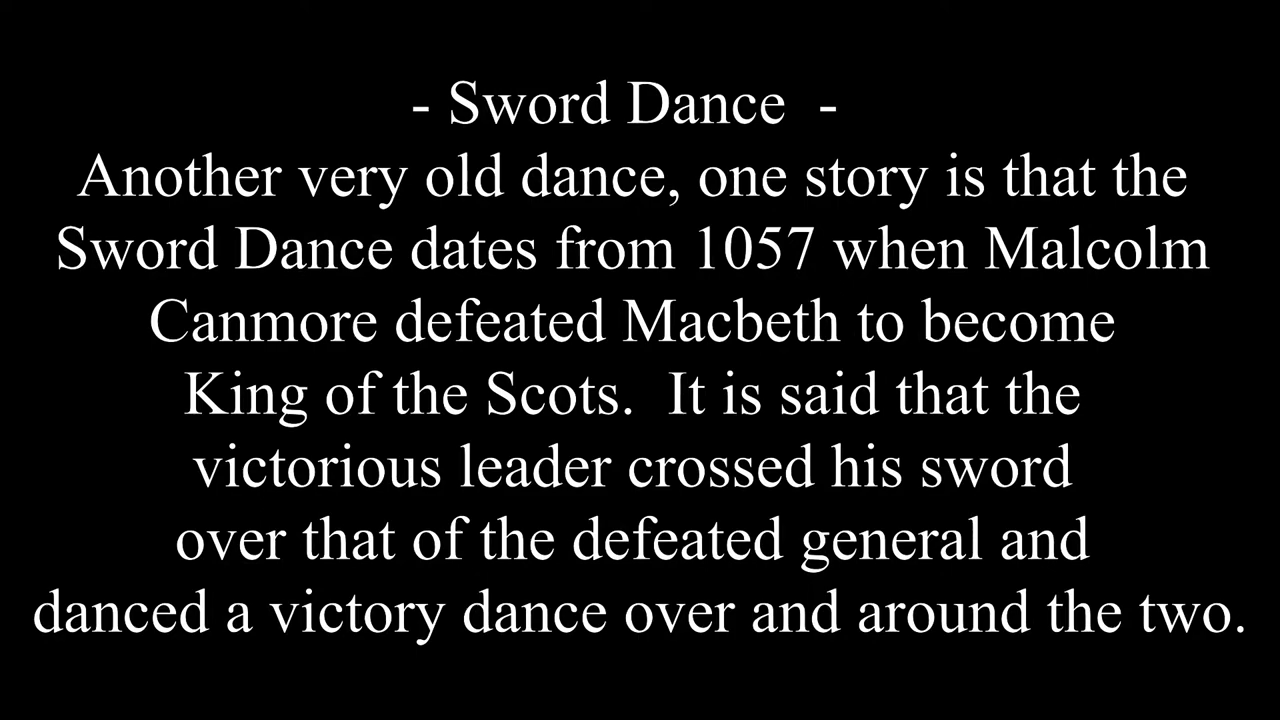 - Sword Dance  -
Another very old dance, one story is that the
Sword Dance dates from 1057 when Malcolm
Canmore defeated Macbeth to become
King of the Scots.  It is said that the
victorious leader crossed his sword
over that of the defeated general and
danced a victory dance over and around the two.